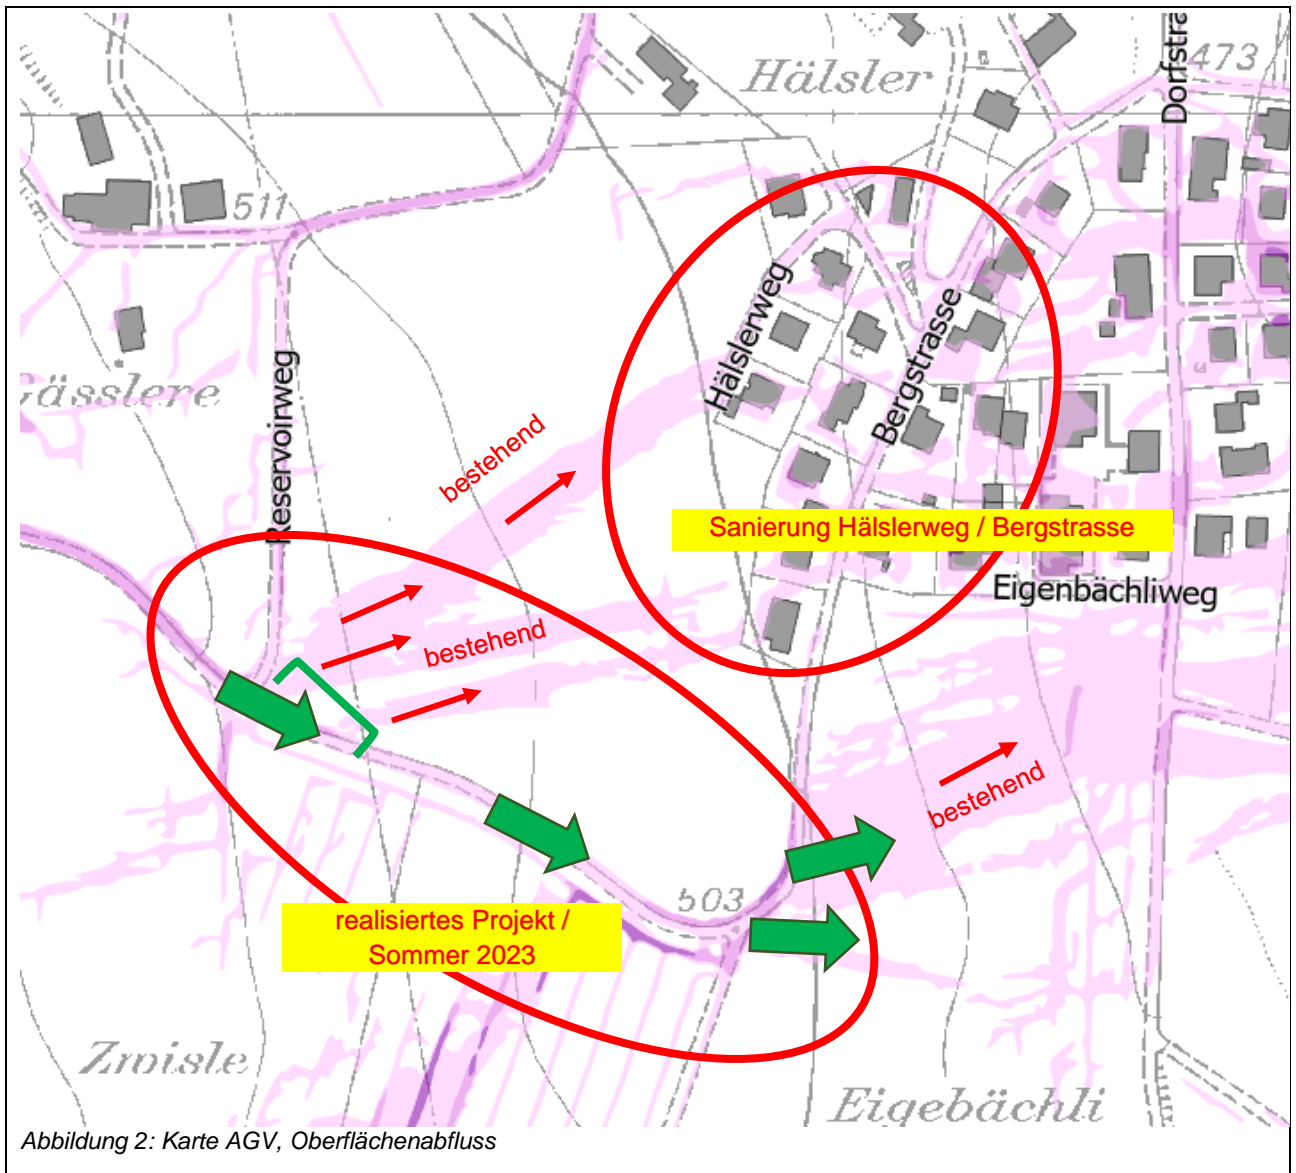 Hälsler
473
Dorfstra
511
Hälslerweg
Bergstrasse
Gässlere
Reservoirweg
bestehend
Sanierung Hälslerweg / Bergstrasse
Eigenbächliweg
bestehend
bestehend
503
realisiertes Projekt /
Sommer 2023
Zwisle
Eigebächli
Abbildung 2: Karte AGV, Oberflächenabfluss